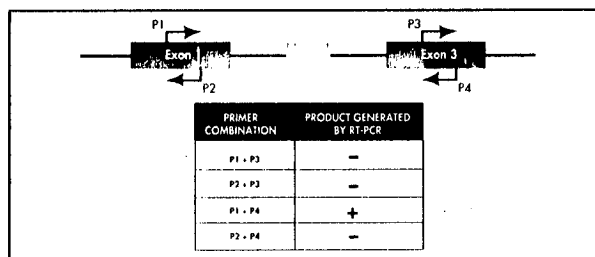 P1
P3
Exon
Exon 3
P2
P4
PRIMER COMBINATION
PRODUCT GENERATED BY RT-PCR
P1 + P3 –
P2 + P3 –
P1 + P4 +
P2 + P4 –